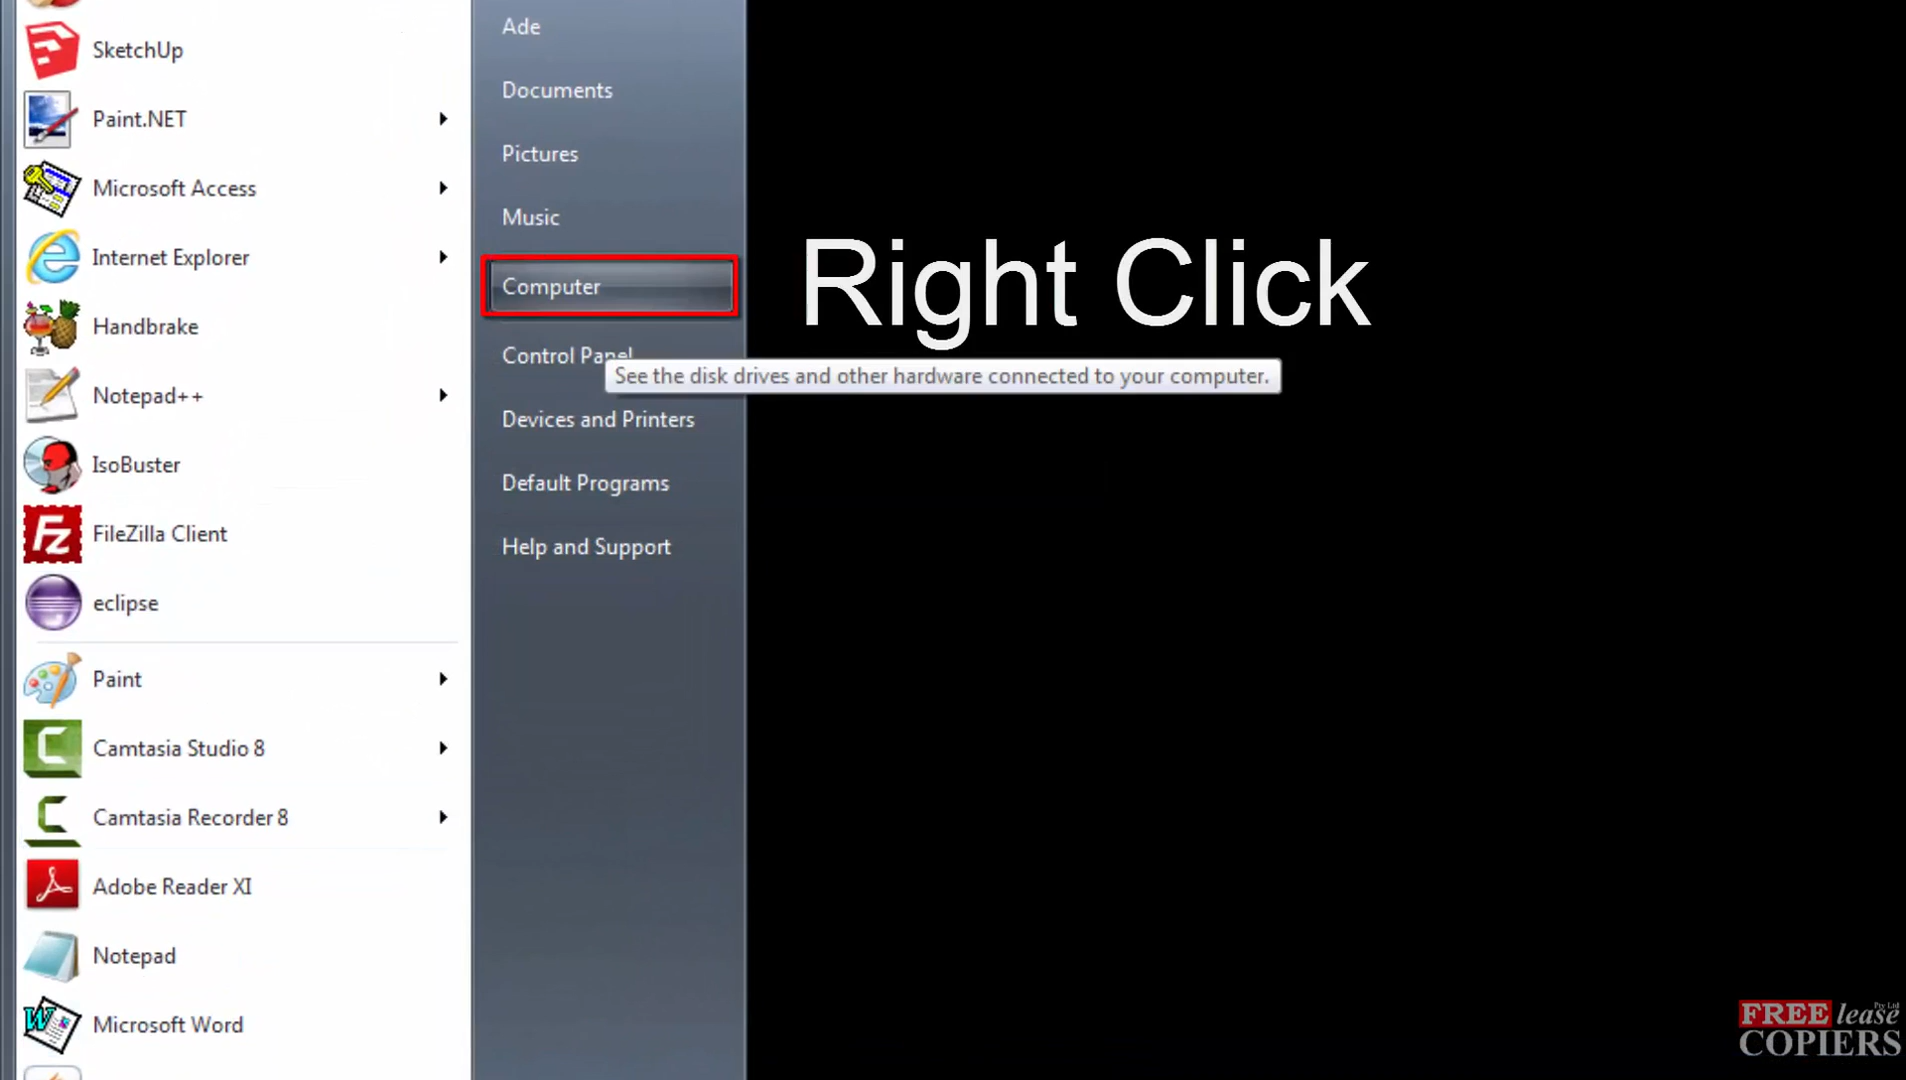 SketchUp
Paint.NET
Microsoft Access
Internet Explorer
Handbrake
Notepad++
IsoBuster
FileZilla Client
eclipse
Paint
Camtasia Studio 8
Camtasia Recorder 8
Adobe Reader XI
Notepad
Microsoft Word
Ade
Documents
Pictures
Music
Computer
Control Panel
See the disk drives and other hardware connected to your computer.
Devices and Printers
Default Programs
Help and Support
Right Click
FREE lease Pty Ltd
COPIERS